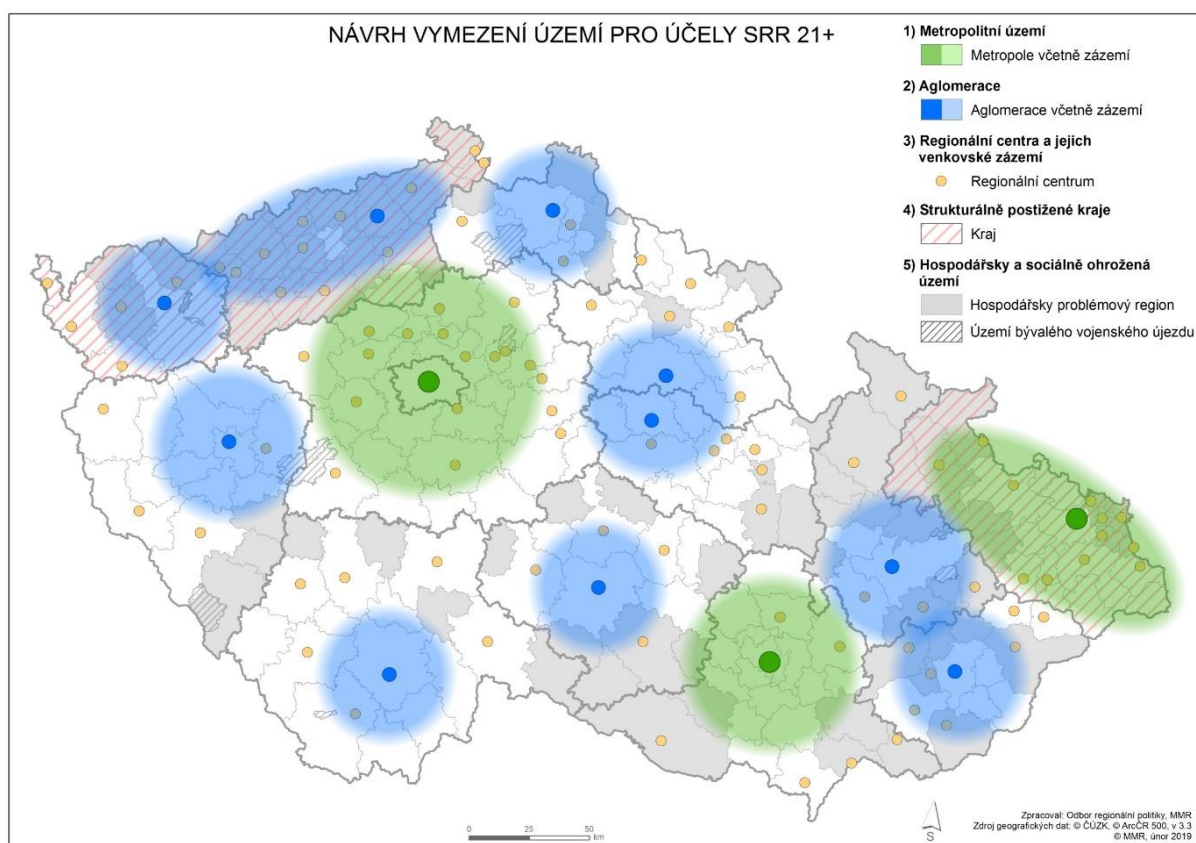 NÁVRH VYMEZENÍ ÚZEMÍ PRO ÚČELY SRR 21+
1) Metropolitní území
Metropole včetně zázemí
2) Aglomerace
Aglomerace včetně zázemí
3) Regionální centra a jejich
venkovské zázemí
Regionální centrum
4) Strukturálně postižené kraje
Kraj
5) Hospodářsky a sociálně ohrožená
území
Hospodářsky problémový region
Území bývalého vojenského újezdu
0 25 50
km
S
Zpracoval: Odbor regionální politiky, MMR
Zdroj geografických dat: © ČÚZK, © ArcČR 500, v 3.3
© MMR, únor 2019